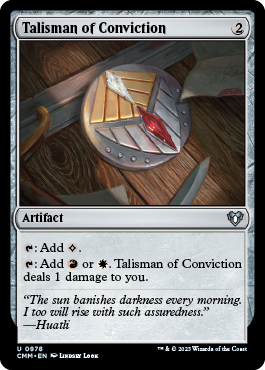 Talisman of Conviction 2
Artifact
: Add .
: Add  or . Talisman of Conviction
deals 1 damage to you.
"The sun banishes darkness every morning.
I too will rise with such assuredness."
—Huatli
U 0978
CMM • EN Lindsey Look
™ & © 2023 Wizards of the Coast